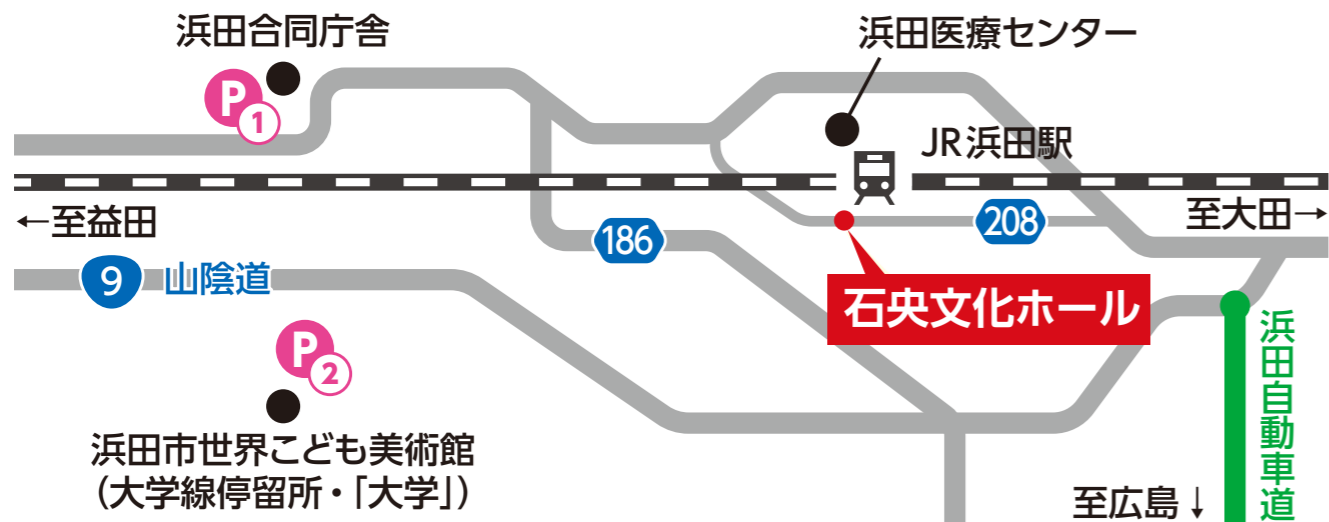 浜田合同庁舎
P
1
浜田医療センター
JR浜田駅
←至益田
186
208
至大田→
9
山陰道
石央文化ホール
P
2
浜田市世界こども美術館
(大学線停留所・「大学」)
浜田自動車道
至広島↓